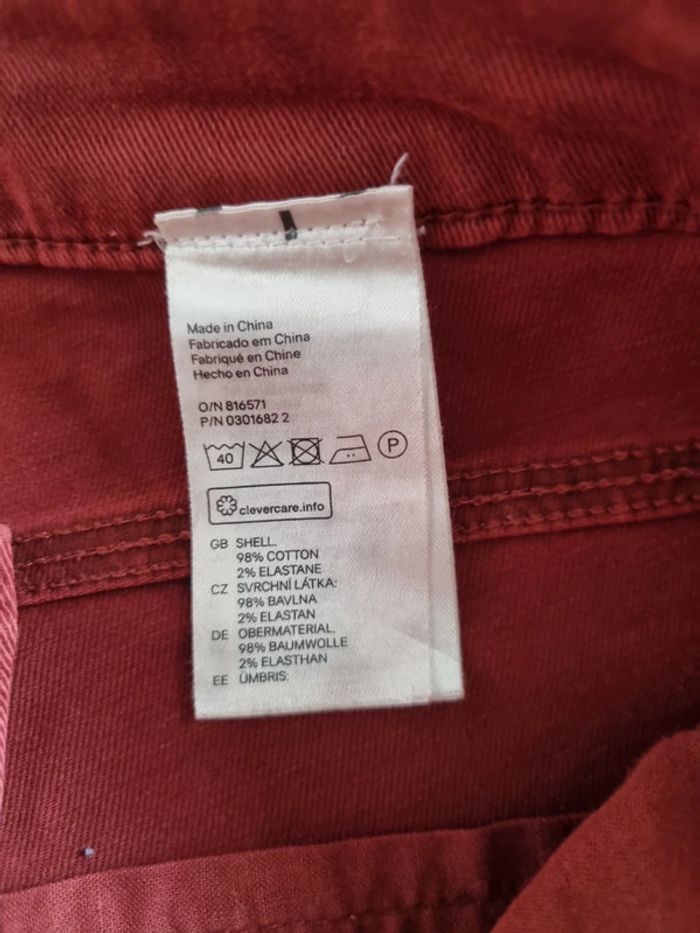 Made in China
Fabricado em China
Fabriqué en Chine
Hecho en China
O/N 816571
P/N 0301682 2
40
P
clevercare.info
GB SHELL.
98% COTTON
2% ELASTANE
CZ SVRCHNÍ LÁTKA:
98% BAVLNA
2% ELASTAN
DE OBERMATERIAL.
98% BAUMWOLLE
2% ELASTHAN
EE ÜMBRIS: